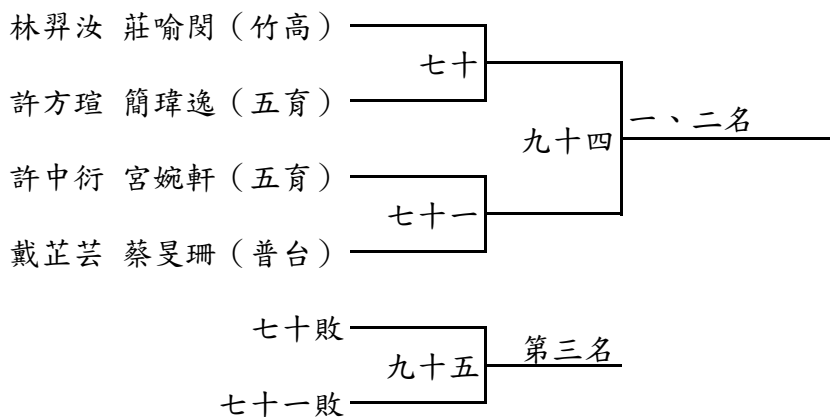 林羿汝 莊喻閔（竹高）
七十
許方瑄 簡瑋逸（五育）
九十四
一、二名
許中衍 宮婉軒（五育）
七十一
戴芷芸 蔡旻珊（普台）
七十敗
九十五
第三名
七十一敗